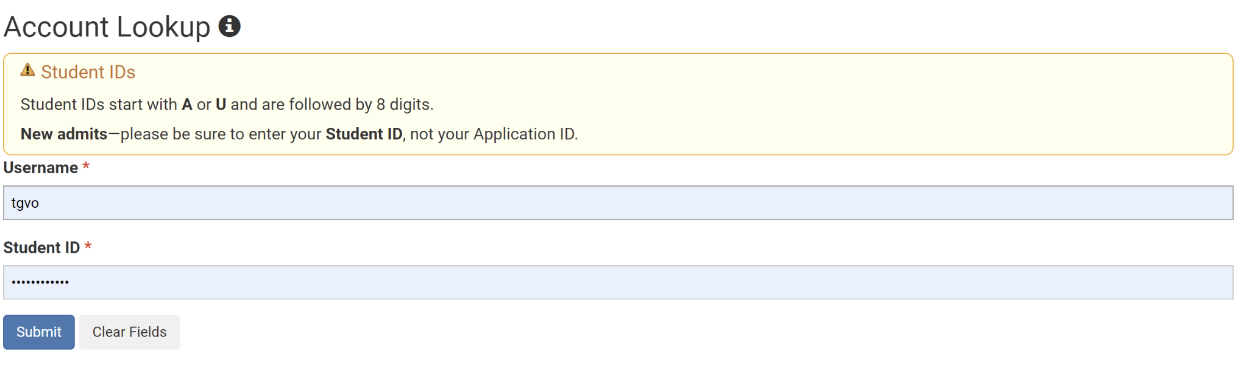 Account Lookup
Student IDs
Student IDs start with A or U and are followed by 8 digits.
New admits—please be sure to enter your Student ID, not your Application ID.
Username *
tgvo
Student ID *
••••••••••••
Submit Clear Fields